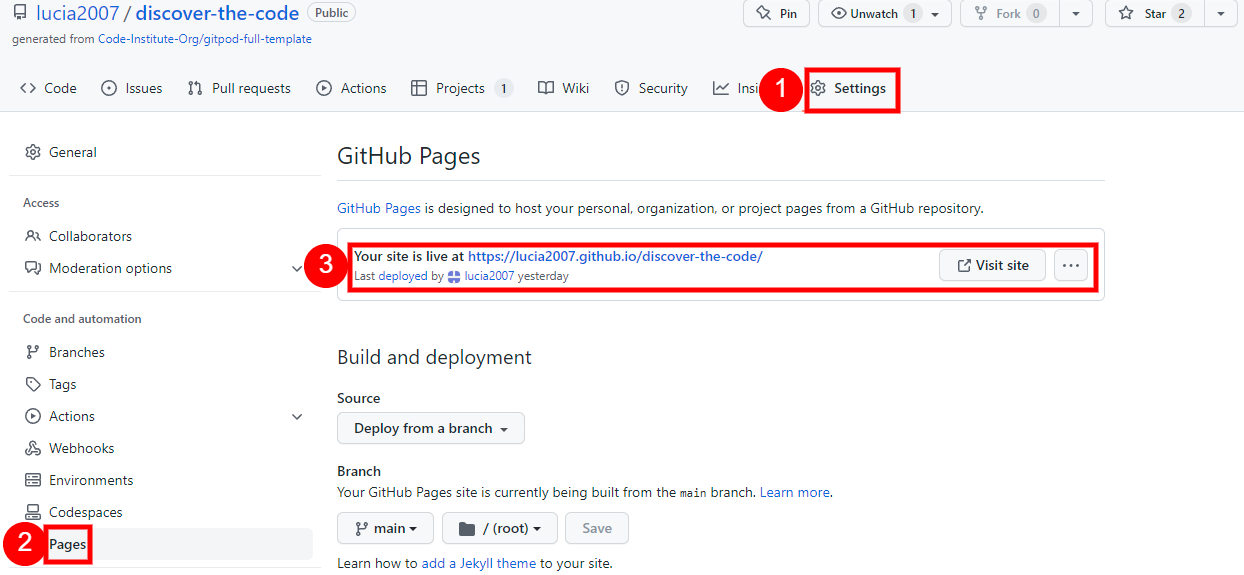 lucia2007 / discover-the-code Public Pin Unwatch 1 Fork 0 Star 2
generated from Code-Institute-Org/gitpod-full-template
Code Issues Pull requests Actions Projects 1 Wiki Security Insi 1 Settings
General
Access
Collaborators
Moderation options
Code and automation
Branches
Tags
Actions
Webhooks
Environments
Codespaces
2 Pages
GitHub Pages
GitHub Pages is designed to host your personal, organization, or project pages from a GitHub repository.
3
Your site is live at https://lucia2007.github.io/discover-the-code/
Last deployed by lucia2007 yesterday
Visit site ...
Build and deployment
Source
Deploy from a branch
Branch
Your GitHub Pages site is currently being built from the main branch. Learn more.
main / (root) Save
Learn how to add a Jekyll theme to your site.